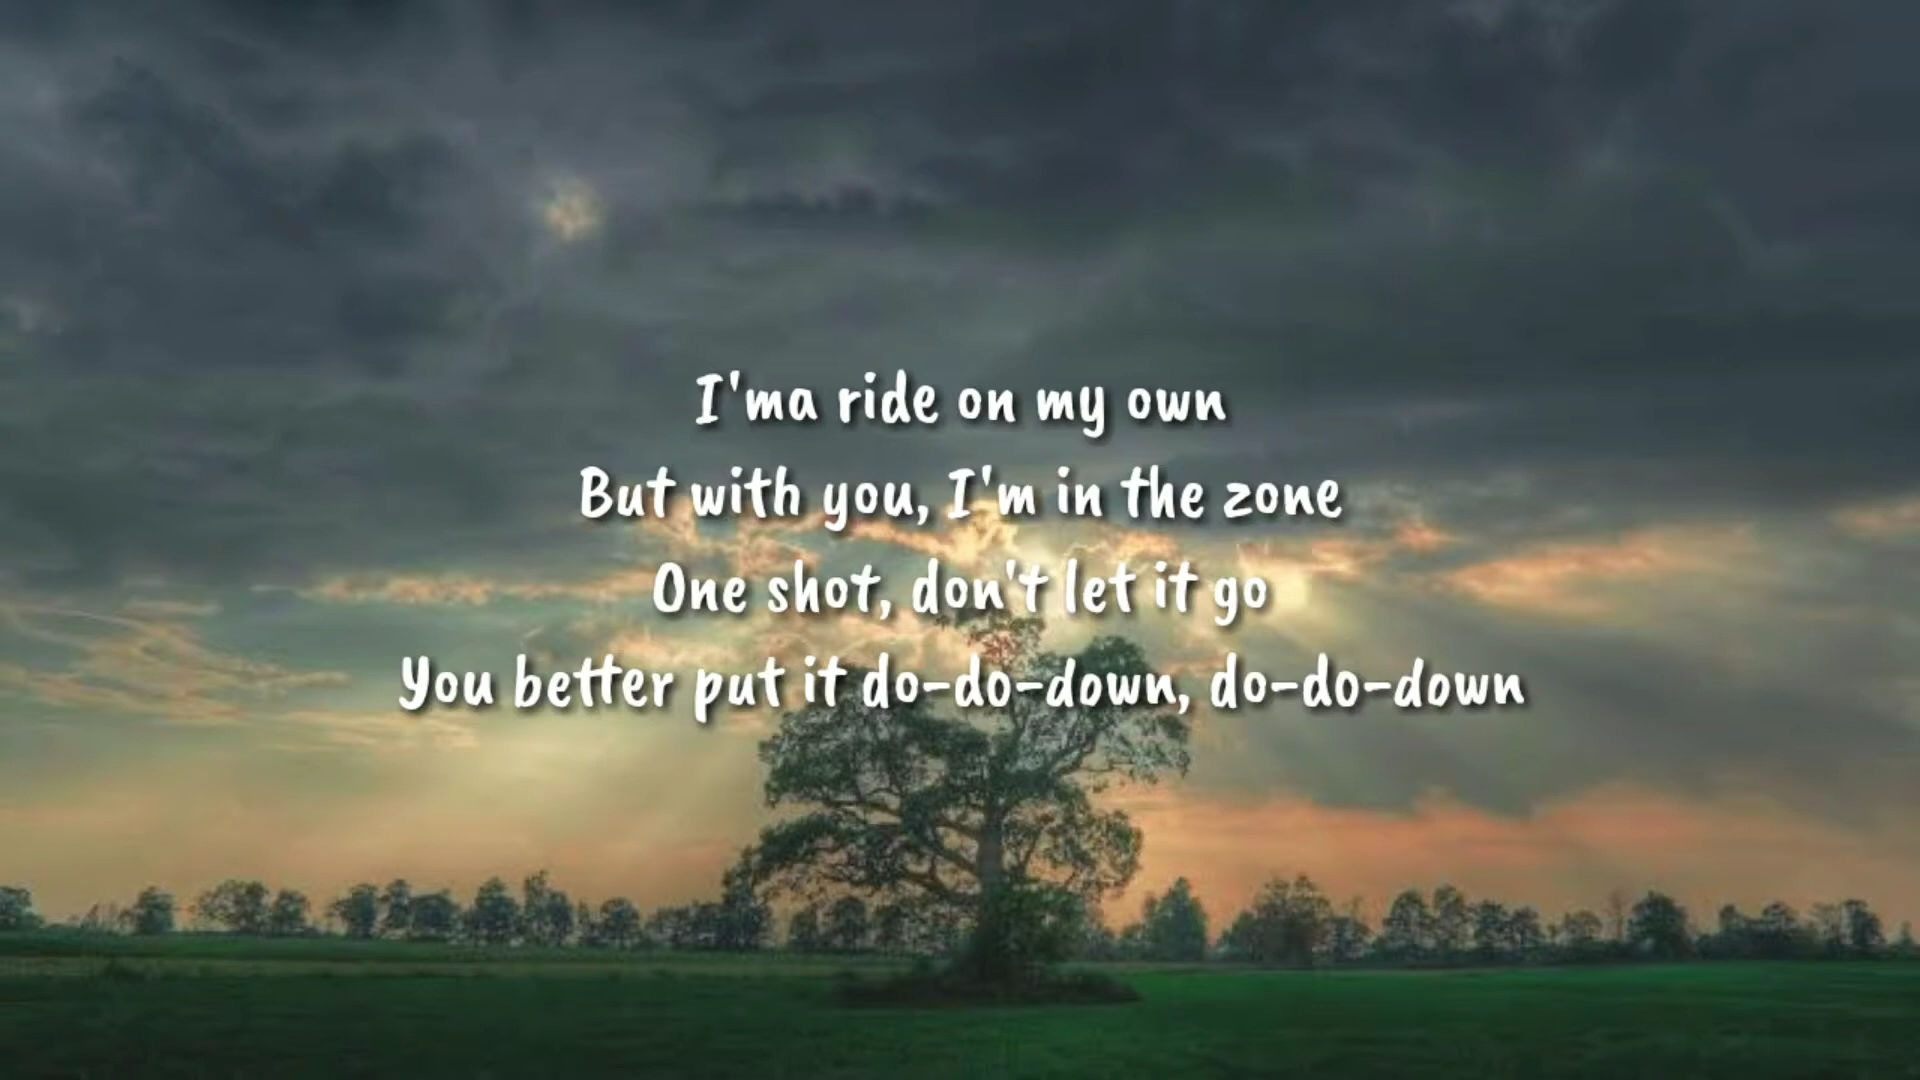 I'ma ride on my own
But with you, I'm in the zone
One shot, don't let it go
You better put it do-do-down, do-do-down